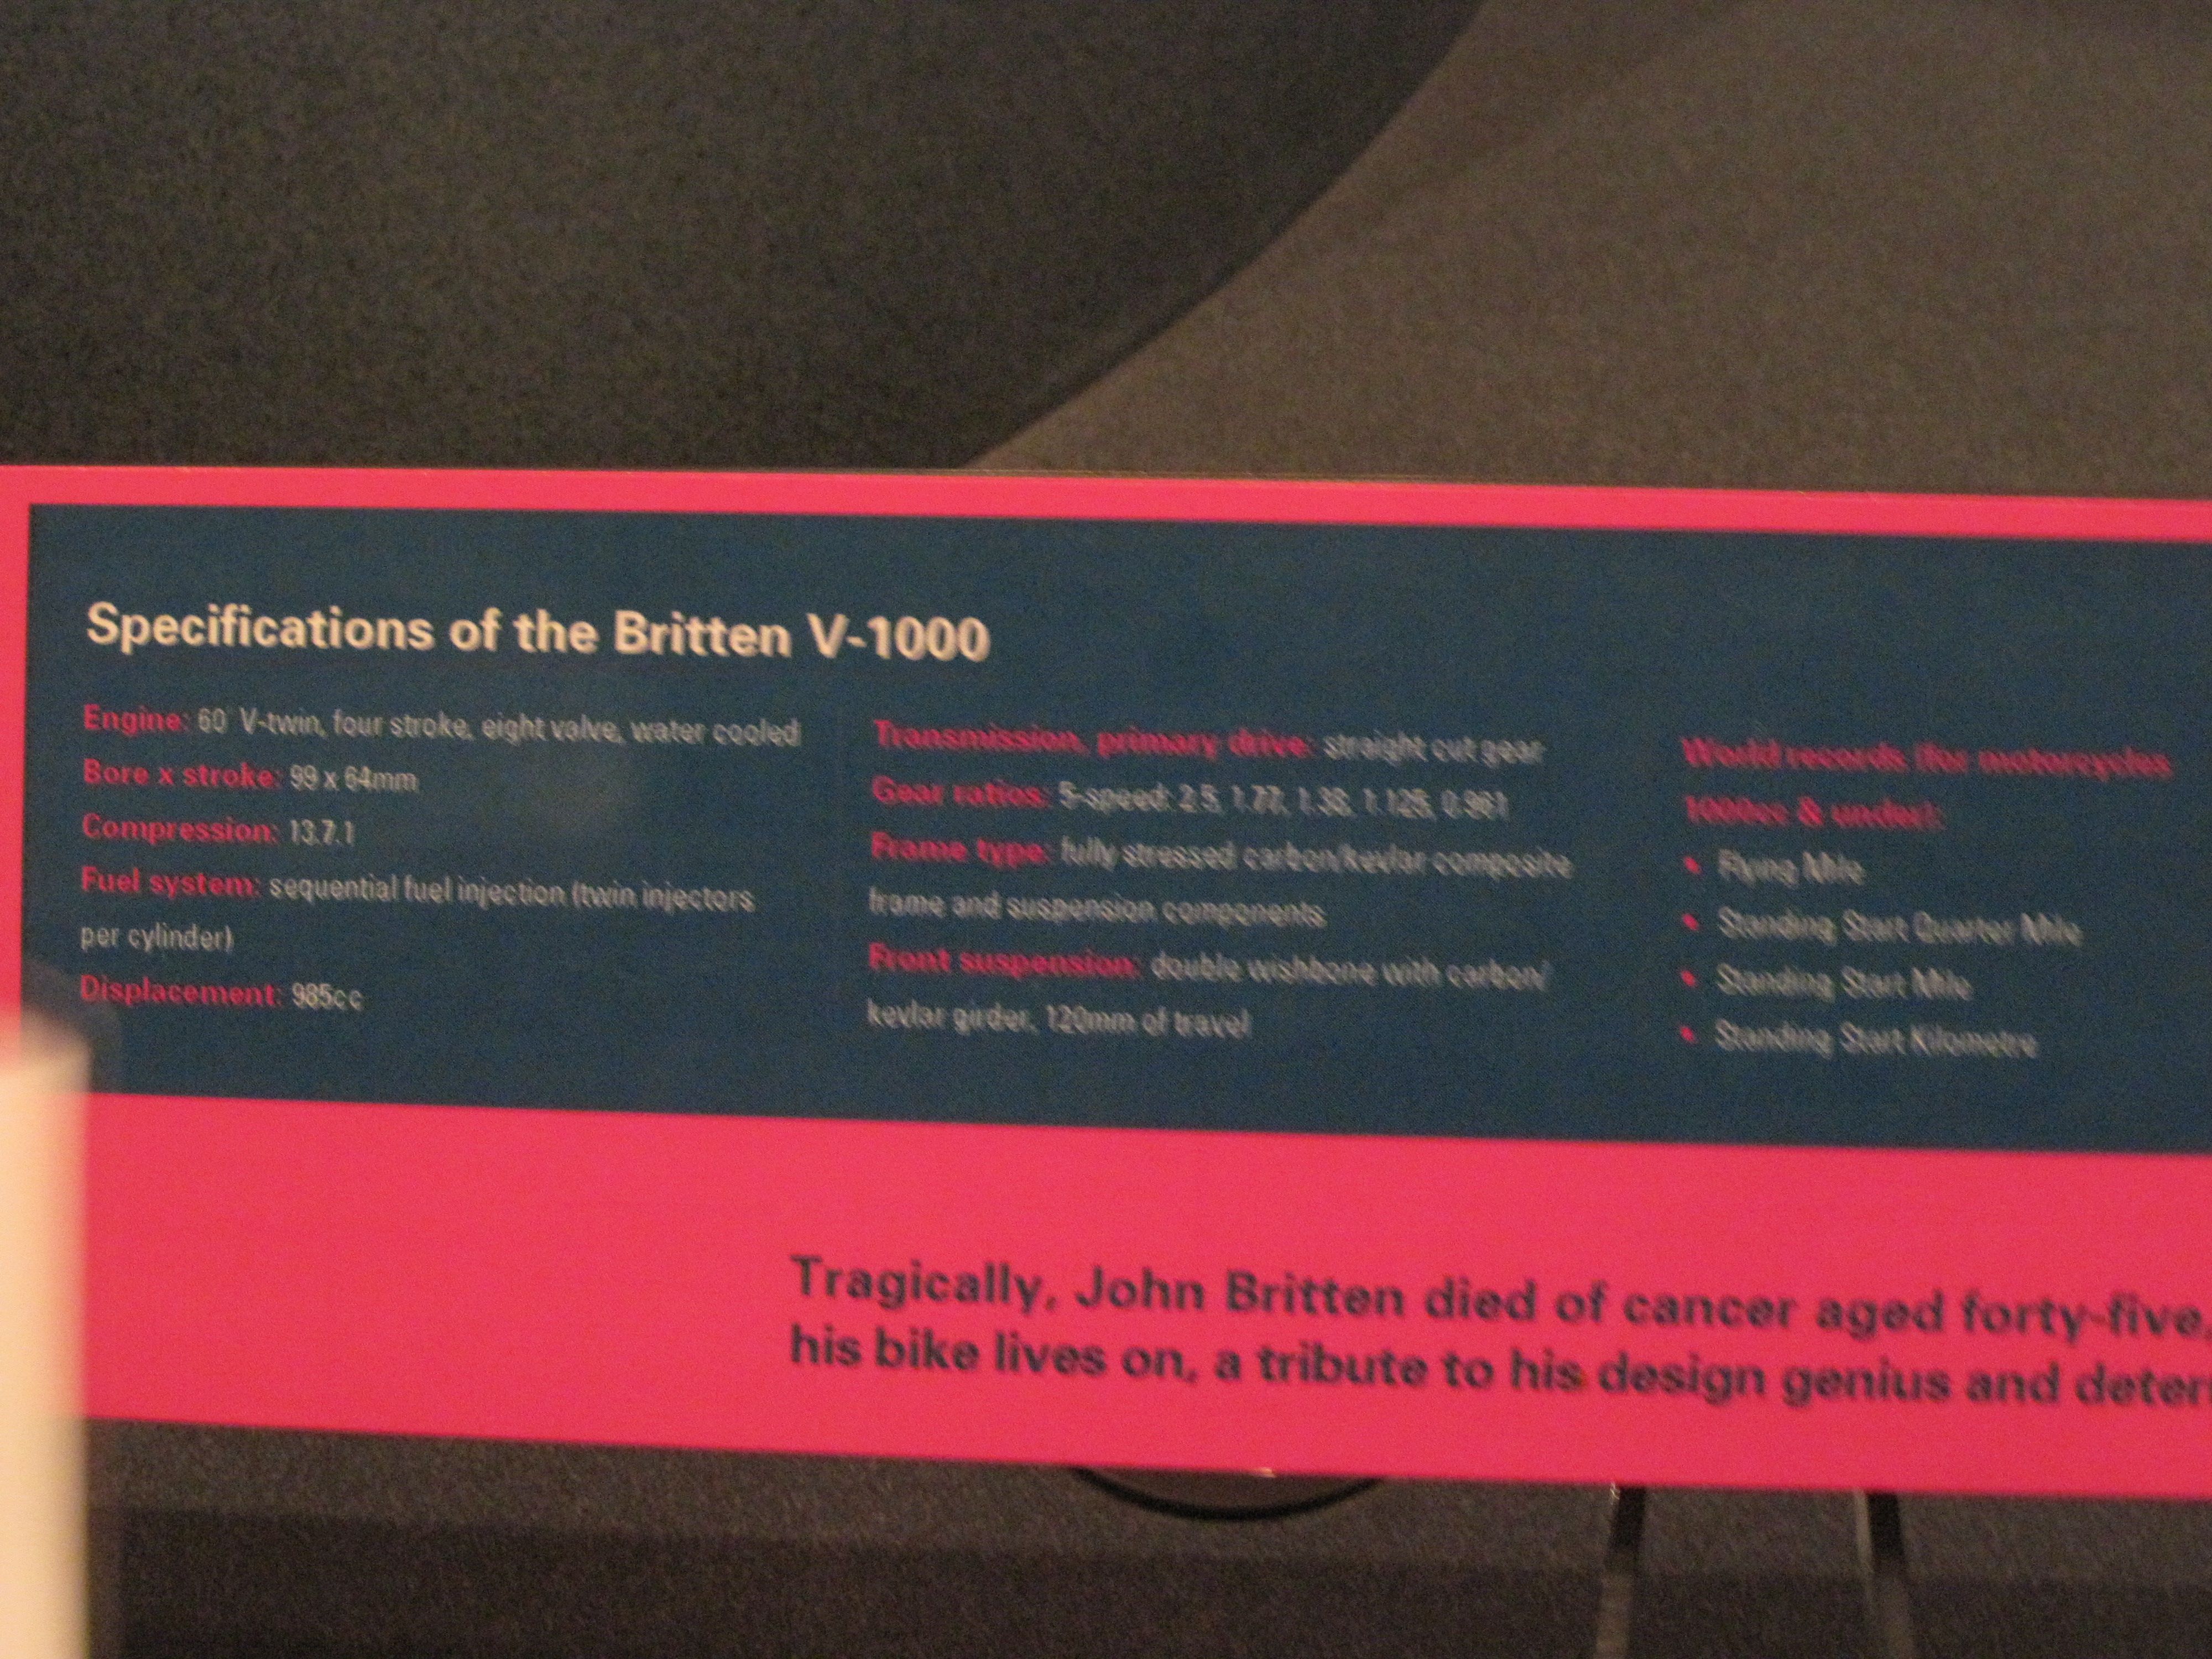 Specifications of the Britten V-1000
Engine: 60° V-twin, four stroke, eight valve, water cooled
Bore x stroke: 99 x 64mm
Compression: 13.7.1
Fuel system: sequential fuel injection (twin injectors
per cylinder)
Displacement: 985cc
Transmission, primary drive: straight cut gear
Gear ratios: 5-speed: 2.5, 1.77, 1.38, 1.125, 0.961
Frame type: fully stressed carbon/kevlar composite
frame and suspension components
Front suspension: double wishbone with carbon/
kevlar girder, 120mm of travel
World records (for motorcycles
1000cc & under):
• Flying Mile
• Standing Start Quarter Mile
• Standing Start Mile
• Standing Start Kilometre
Tragically, John Britten died of cancer aged forty-five,
his bike lives on, a tribute to his design genius and deter